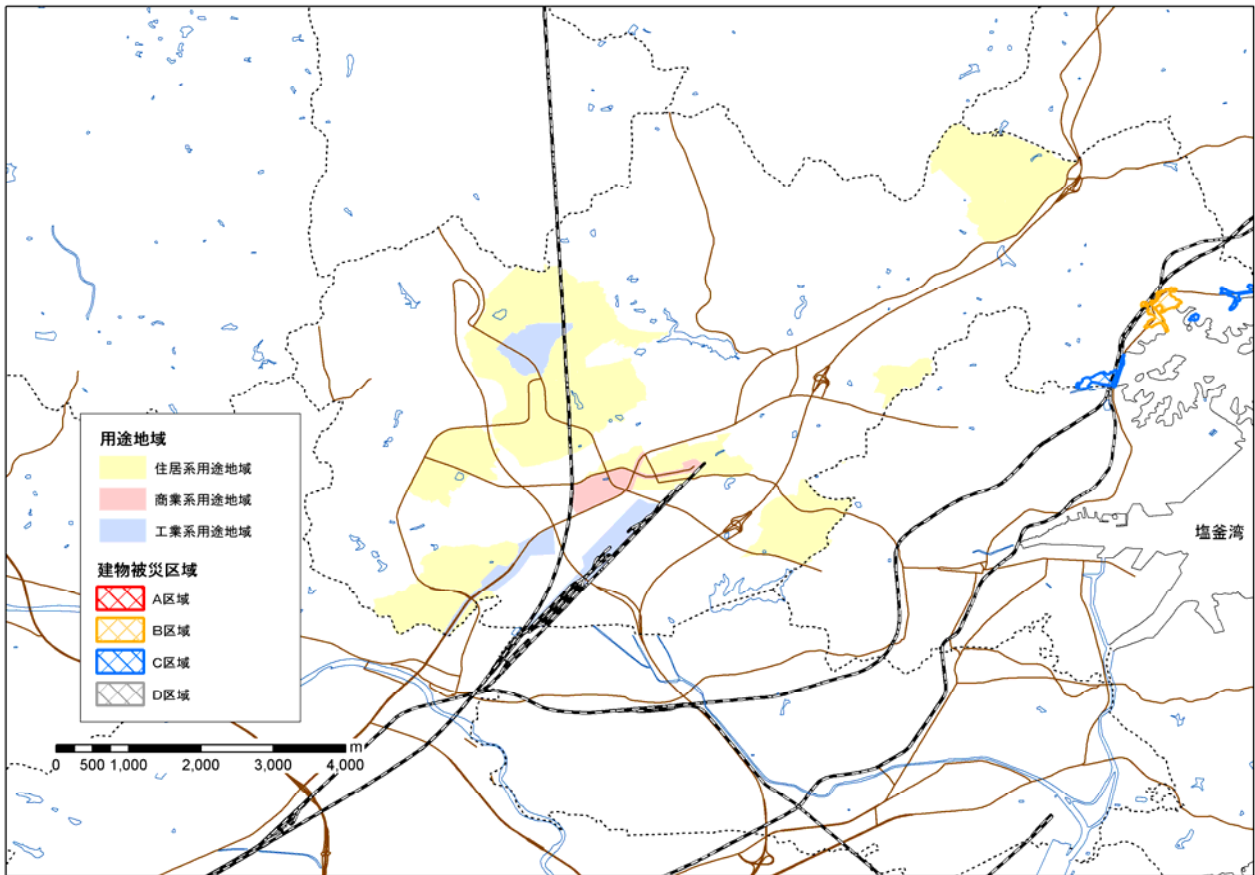 用途地域
住居系用途地域
商業系用途地域
工業系用途地域
建物被災区域
A区域
B区域
C区域
D区域
m
0 500 1,000 2,000 3,000 4,000
塩釜湾